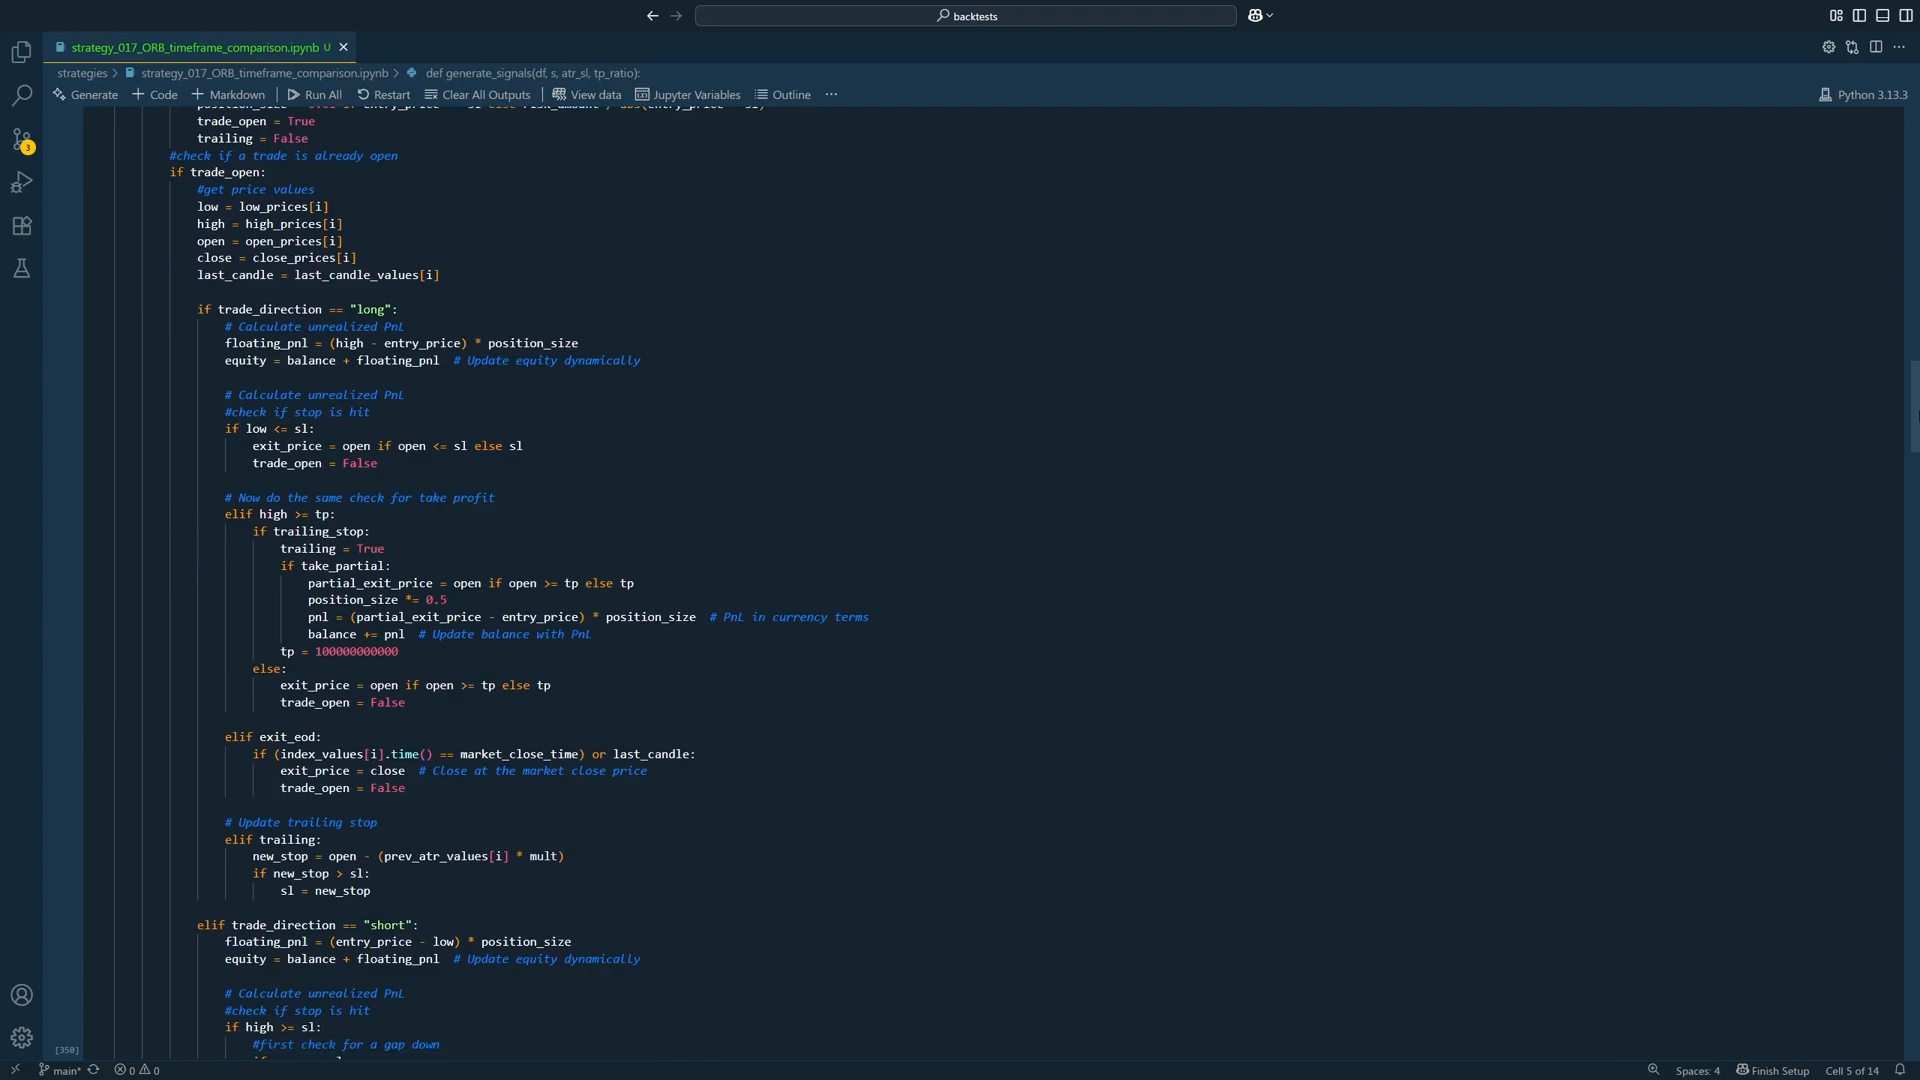 backtests
strategy_017_ORB_timeframe_comparison.ipynb U
strategies > strategy_017_ORB_timeframe_comparison.ipynb > def generate_signals(df, s, atr_sl, tp_ratio):
Generate + Code + Markdown Run All Restart Clear All Outputs View data Jupyter Variables Outline ... Python 3.13.3
trade_open = True
trailing = False
#check if a trade is already open
if trade_open:
#get price values
low = low_prices[i]
high = high_prices[i]
open = open_prices[i]
close = close_prices[i]
last_candle = last_candle_values[i]
if trade_direction == "long":
# Calculate unrealized PnL
floating_pnl = (high - entry_price) * position_size
equity = balance + floating_pnl # Update equity dynamically
# Calculate unrealized PnL
#check if stop is hit
if low <= sl:
exit_price = open if open <= sl else sl
trade_open = False
# Now do the same check for take profit
elif high >= tp:
if trailing_stop:
trailing = True
if take_partial:
partial_exit_price = open if open >= tp else tp
position_size *= 0.5
pnl = (partial_exit_price - entry_price) * position_size # PnL in currency terms
balance += pnl # Update balance with PnL
tp = 100000000000
else:
exit_price = open if open >= tp else tp
trade_open = False
elif exit_eod:
if (index_values[i].time() == market_close_time) or last_candle:
exit_price = close # Close at the market close price
trade_open = False
# Update trailing stop
elif trailing:
new_stop = open - (prev_atr_values[i] * mult)
if new_stop > sl:
sl = new_stop
elif trade_direction == "short":
floating_pnl = (entry_price - low) * position_size
equity = balance + floating_pnl # Update equity dynamically
# Calculate unrealized PnL
#check if stop is hit
if high >= sl:
#first check for a gap down
[350]
main* 0 0 Spaces: 4 Finish Setup Cell 5 of 14
3